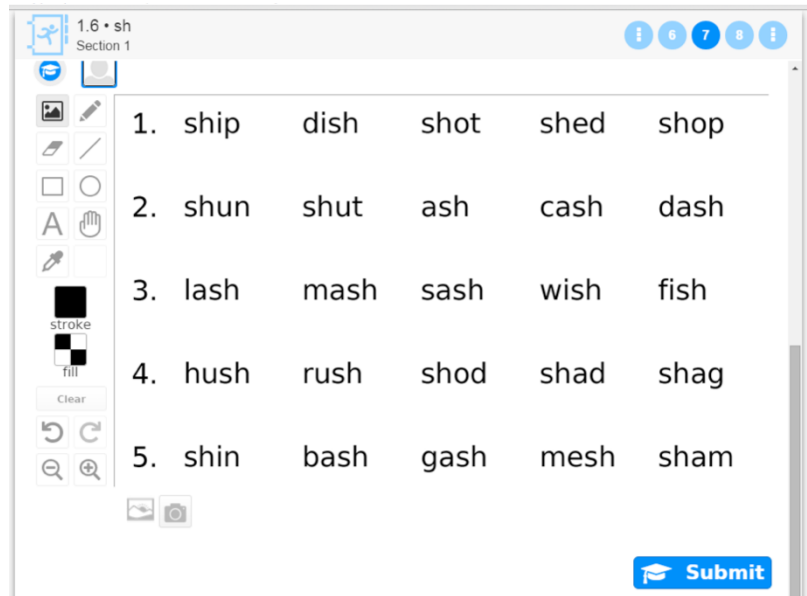 1.6 • sh
Section 1
6 7 8
1. ship dish shot shed shop
2. shun shut ash cash dash
3. lash mash sash wish fish
4. hush rush shod shad shag
5. shin bash gash mesh sham
A
stroke
fill
Clear
Submit